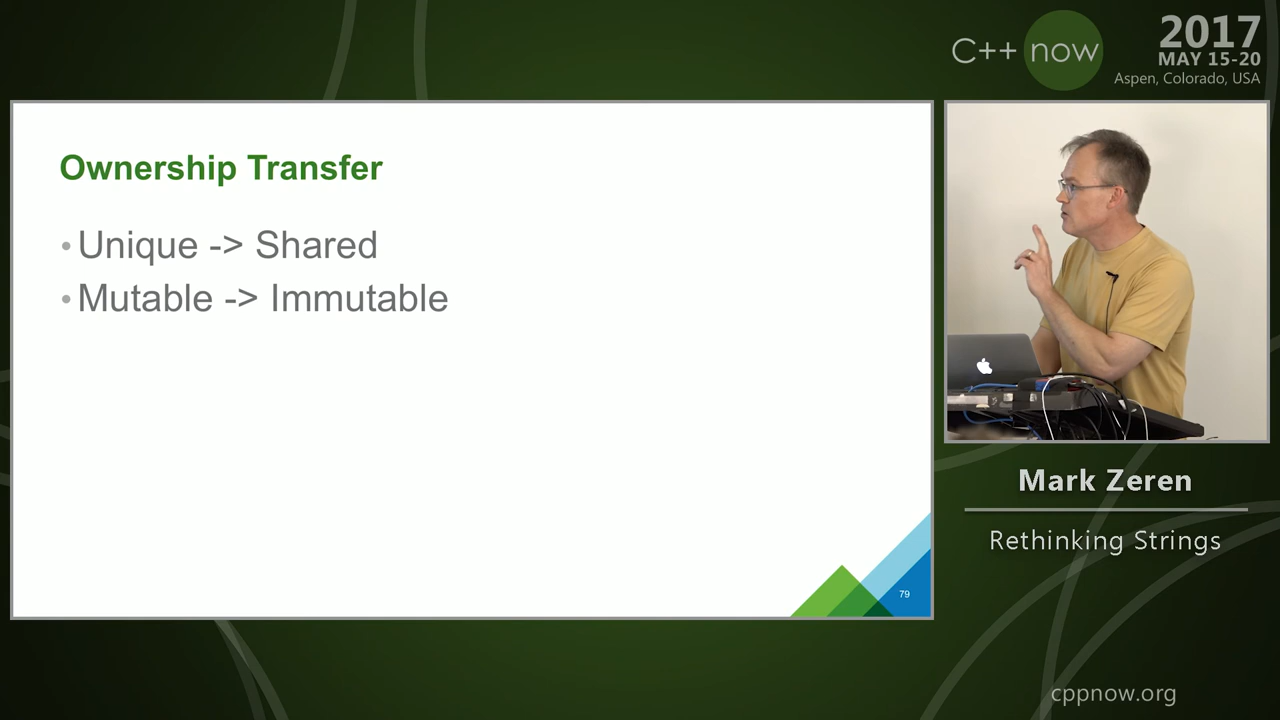 C++ now
2017
MAY 15-20
Aspen, Colorado, USA
Ownership Transfer
• Unique -> Shared
• Mutable -> Immutable
79
Mark Zeren
Rethinking Strings
cppnow.org